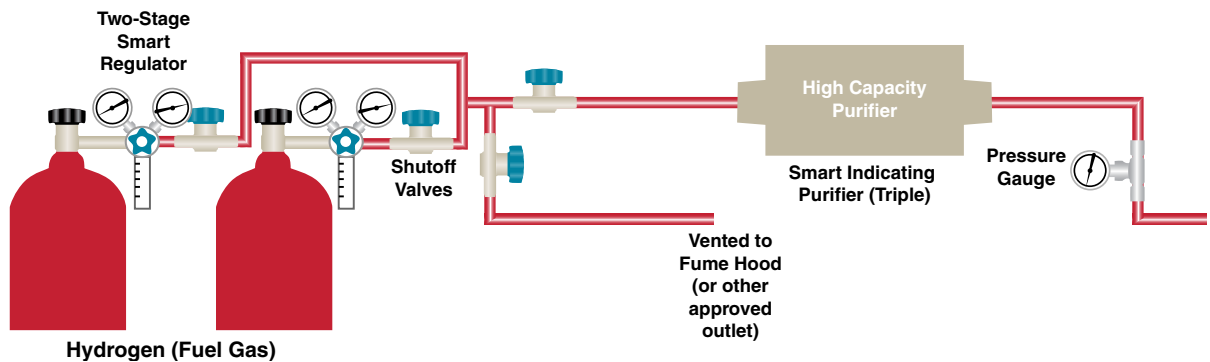 Two-Stage
Smart
Regulator
High Capacity
Purifier
Shutoff
Valves
Smart Indicating
Purifier (Triple)
Pressure
Gauge
Vented to
Fume Hood
(or other
approved
outlet)
Hydrogen (Fuel Gas)